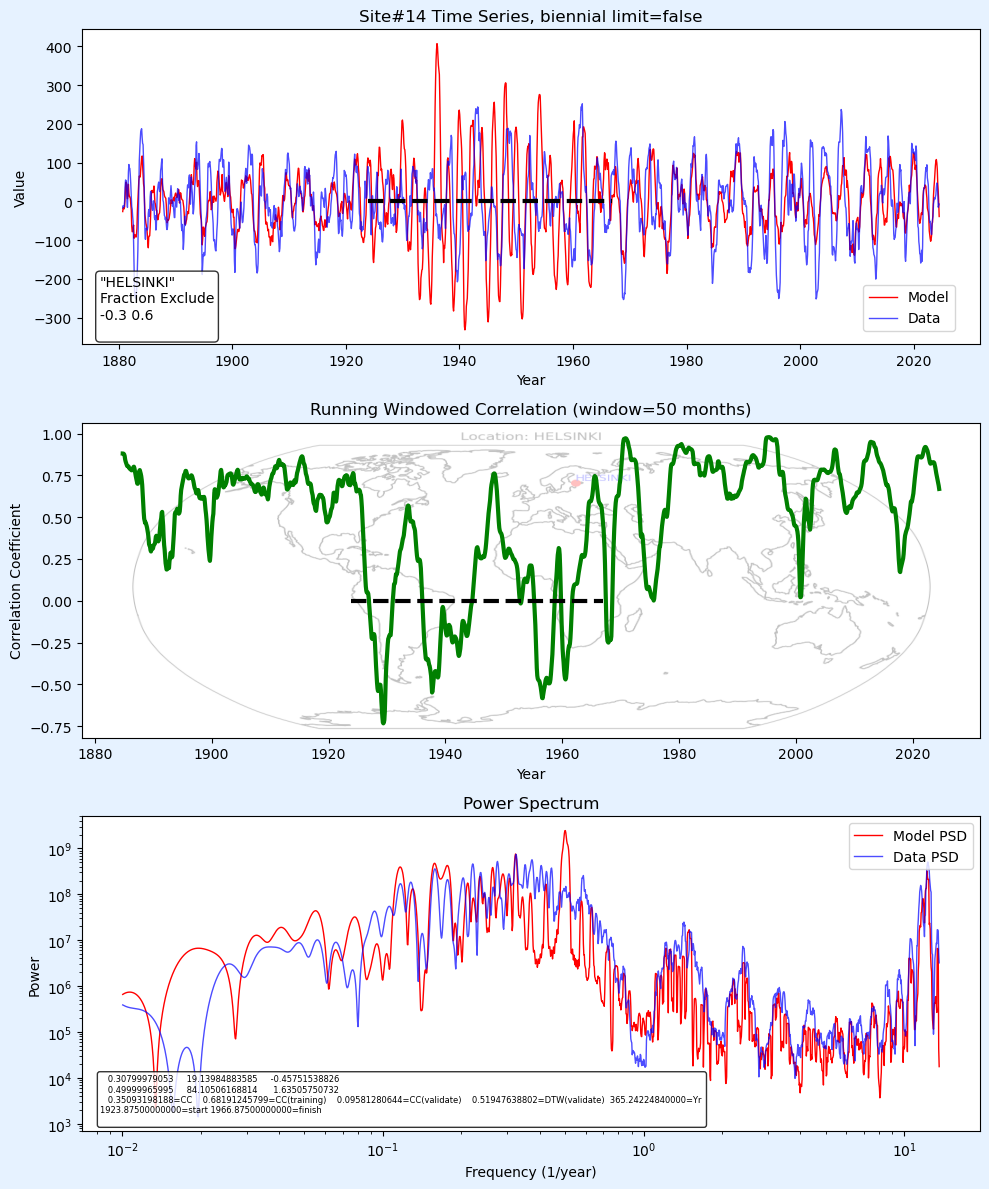 Site#14 Time Series, biennial limit=false
Value
400
300
200
100
0
−100
−200
−300
"HELSINKI"
Fraction Exclude
-0.3 0.6
Model
Data
1880 1900 1920 1940 1960 1980 2000 2020
Year
Running Windowed Correlation (window=50 months)
Location: HELSINKI
HELSINKI
Correlation Coefficient
1.00
0.75
0.50
0.25
0.00
−0.25
−0.50
−0.75
1880 1900 1920 1940 1960 1980 2000 2020
Year
Power Spectrum
Power
10⁹
10⁸
10⁷
10⁶
10⁵
10⁴
10³
Model PSD
Data PSD
0.30799979053 19.13984883585 -0.45751538826
0.49999965995 84.10506168814 1.63505750732
0.35093198188=CC 0.68191245799=CC(training) 0.09581280644=CC(validate) 0.51947638802=DTW(validate) 365.24224840000=Yr
1923.87500000000=start 1966.87500000000=finish
10⁻² 10⁻¹ 10⁰ 10¹
Frequency (1/year)